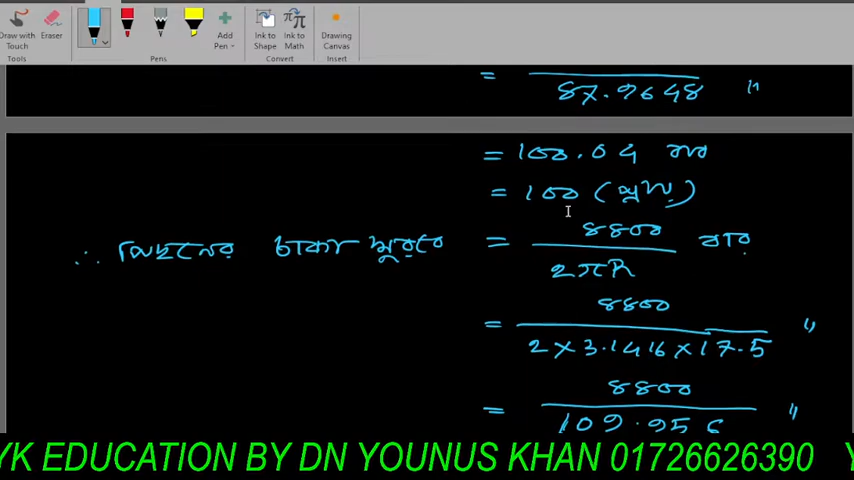 Draw with Touch
Eraser
Add Pen
Ink to Shape
Ink to Math
Drawing Canvas
Tools
Pens
Convert
Insert
= 87.9648 "
= 100.04 বার
= 100 (প্রায়)
∴ পিছনের চাকা ঘুরবে = 8800 / 2πR বার
= 8800 / 2×3.1416×17.5 "
= 8800 / 109.956 "
YK EDUCATION BY DN YOUNUS KHAN 01726626390 Y